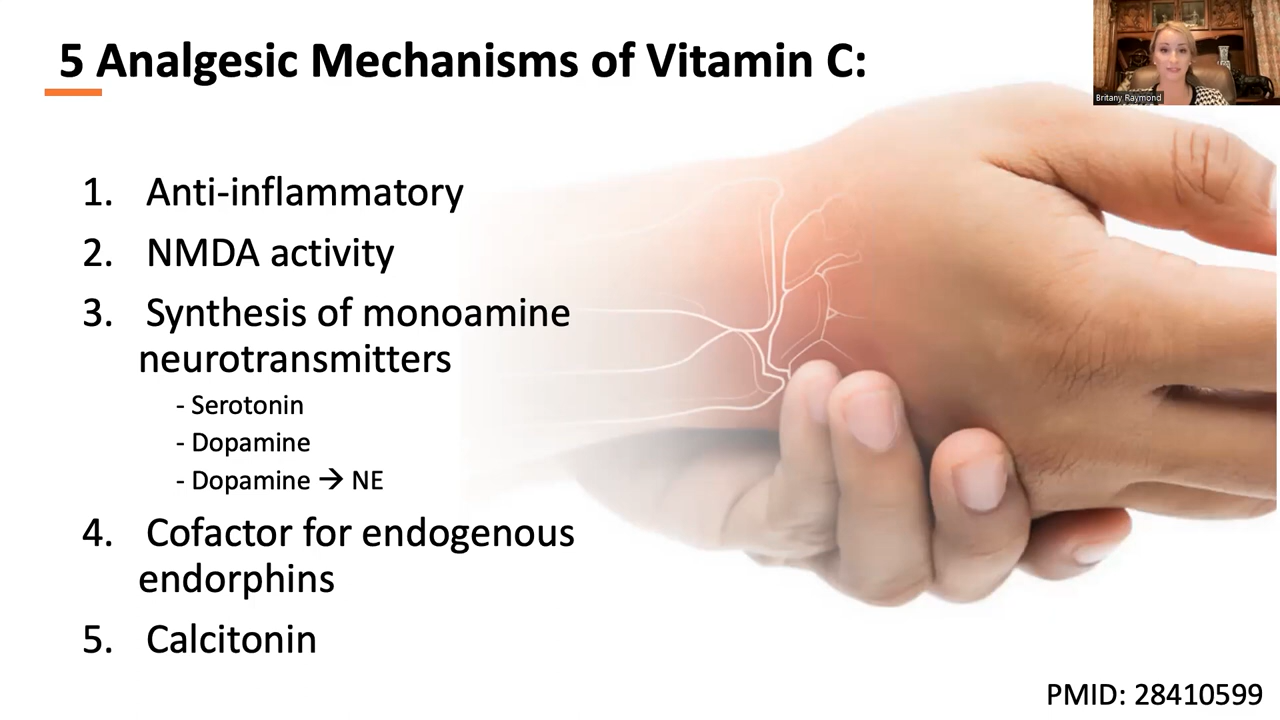 5 Analgesic Mechanisms of Vitamin C:
Britany Raymond
1. Anti-inflammatory
2. NMDA activity
3. Synthesis of monoamine
neurotransmitters
- Serotonin
- Dopamine
- Dopamine → NE
4. Cofactor for endogenous
endorphins
5. Calcitonin
PMID: 28410599